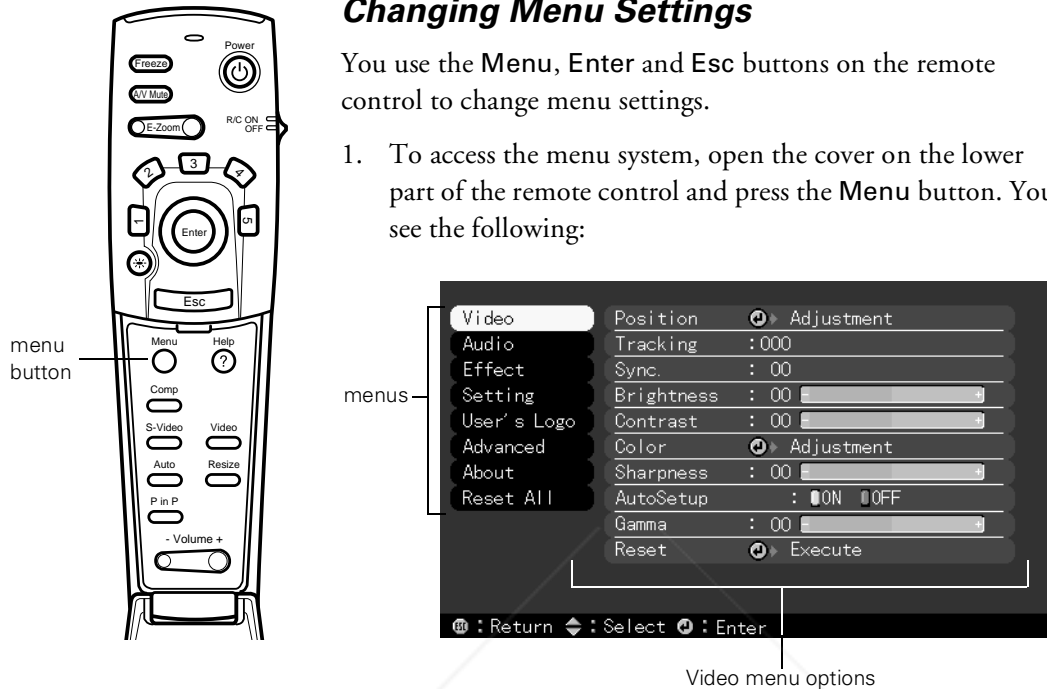 Changing Menu Settings
You use the Menu, Enter and Esc buttons on the remote
control to change menu settings.
1. To access the menu system, open the cover on the lower
part of the remote control and press the Menu button. You
see the following:
Power
Freeze
A/V Mute
E-Zoom
R/C ON
OFF
2
3
4
1
5
Enter
Esc
menu
button
Menu
Help
?
Comp
S-Video
Video
Auto
Resize
P in P
- Volume +
menus
Video
Audio
Effect
Setting
User's Logo
Advanced
About
Reset All
Position Adjustment
Tracking :000
Sync. : 00
Brightness : 00 - +
Contrast : 00 - +
Color Adjustment
Sharpness : 00 - +
AutoSetup : ON OFF
Gamma : 00 - +
Reset Execute
ESC :Return :Select :Enter
Video menu options